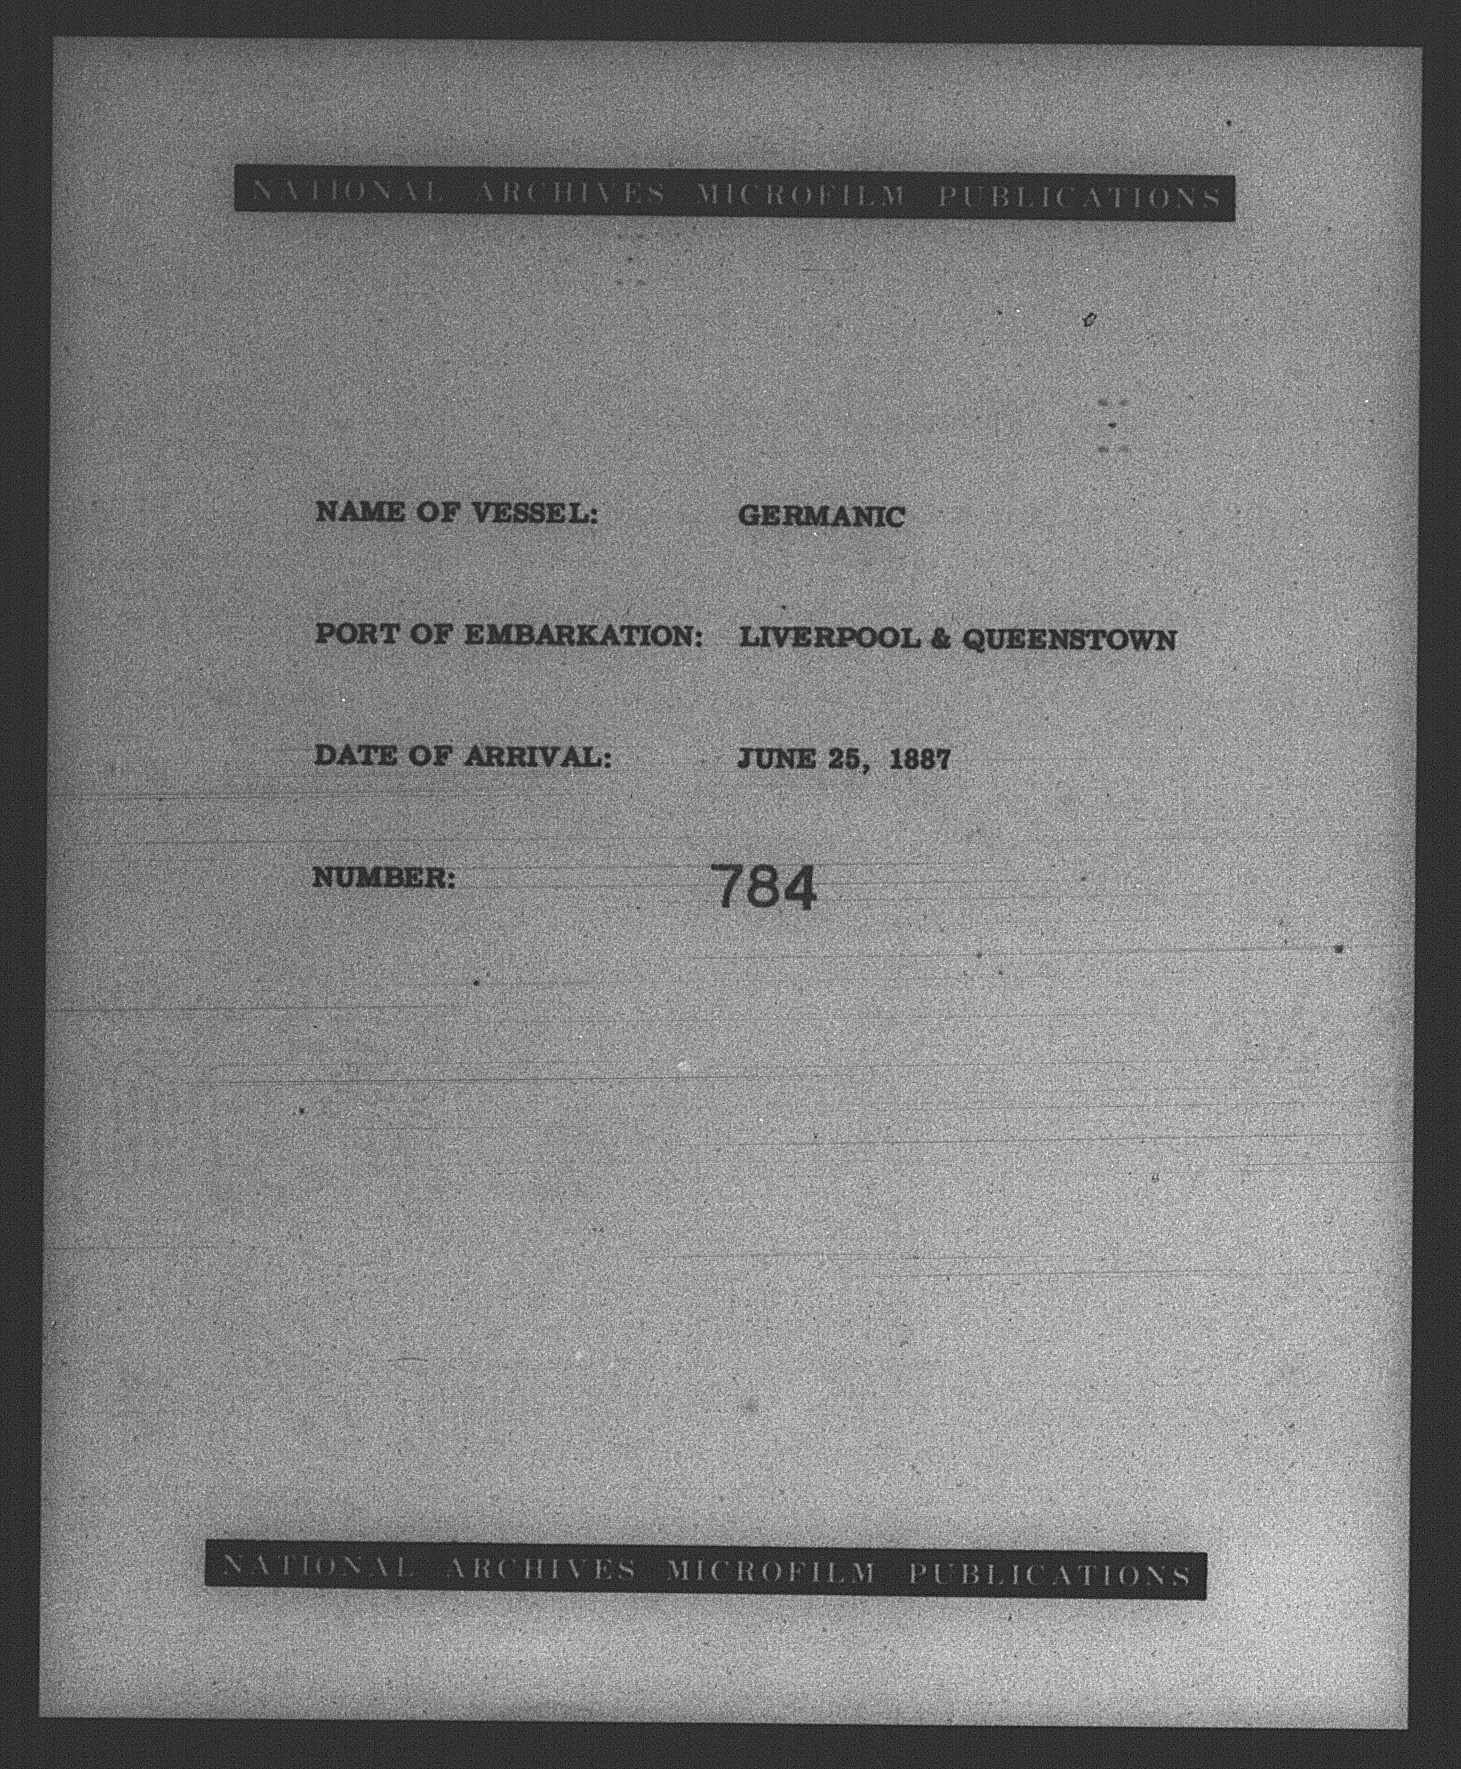 NATIONAL ARCHIVES MICROFILM PUBLICATIONS
NAME OF VESSEL: GERMANIC
PORT OF EMBARKATION: LIVERPOOL & QUEENSTOWN
DATE OF ARRIVAL: JUNE 25, 1887
NUMBER: 784
NATIONAL ARCHIVES MICROFILM PUBLICATIONS